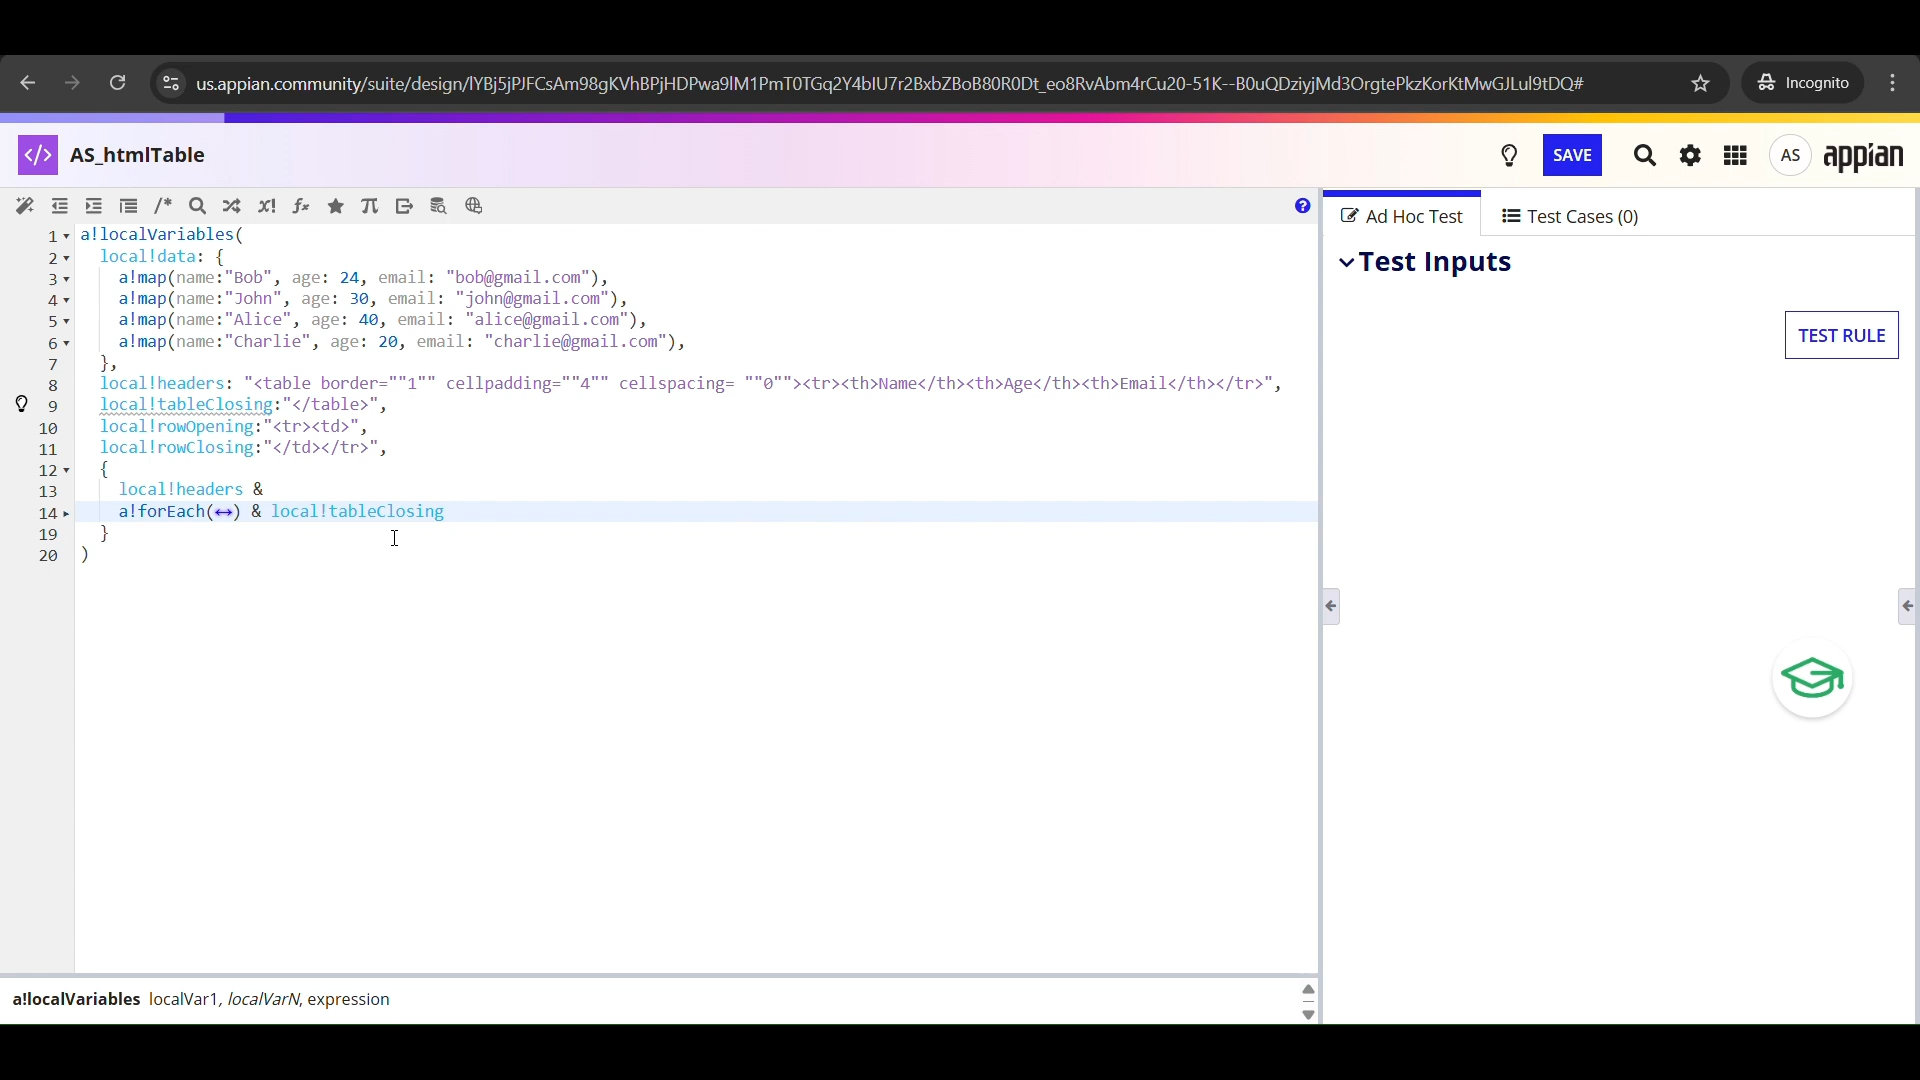 us.appian.community/suite/design/lYBj5jPJFCsAm98gKVhBPjHDPwa9lM1PmT0TGq2Y4blU7r2BxbZBoB80R0Dt_eo8RvAbm4rCu20-51K--B0uQDziyjMd3OrgtePkzKorKtMwGJLul9tDQ#
Incognito
AS_htmlTable
SAVE
AS
appian
Ad Hoc Test
Test Cases (0)
1 a!localVariables(
2 local!data: {
3 a!map(name:"Bob", age: 24, email: "bob@gmail.com"),
4 a!map(name:"John", age: 30, email: "john@gmail.com"),
5 a!map(name:"Alice", age: 40, email: "alice@gmail.com"),
6 a!map(name:"Charlie", age: 20, email: "charlie@gmail.com"),
7 },
8 local!headers: "<table border=""1"" cellpadding=""4"" cellspacing= ""0""><tr><th>Name</th><th>Age</th><th>Email</th></tr>",
9 local!tableClosing:"</table>",
10 local!rowOpening:"<tr><td>",
11 local!rowClosing:"</td></tr>",
12 {
13 local!headers &
14 a!forEach(↔) & local!tableClosing
19 }
20 )
Test Inputs
TEST RULE
a!localVariables localVar1, localVarN, expression